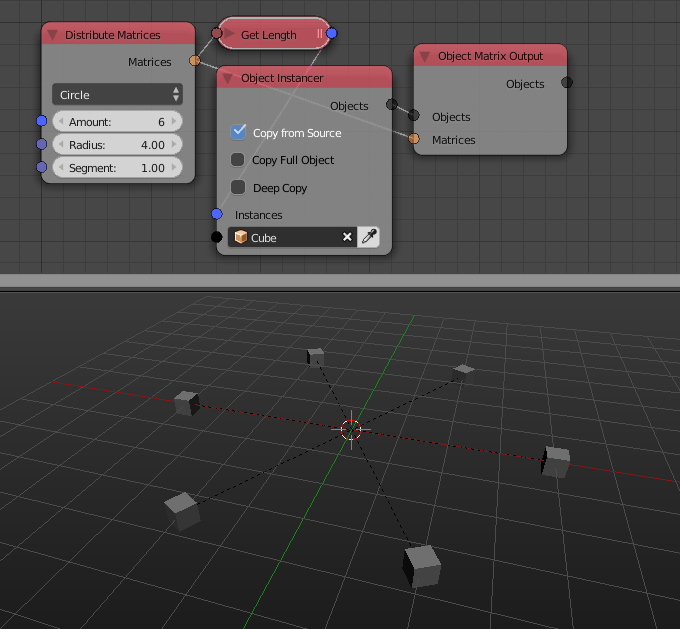 Distribute Matrices
Matrices
Circle
Amount: 6
Radius: 4.00
Segment: 1.00
Get Length
Object Instancer
Objects
Copy from Source
Copy Full Object
Deep Copy
Instances
Cube
Object Matrix Output
Objects
Objects
Matrices